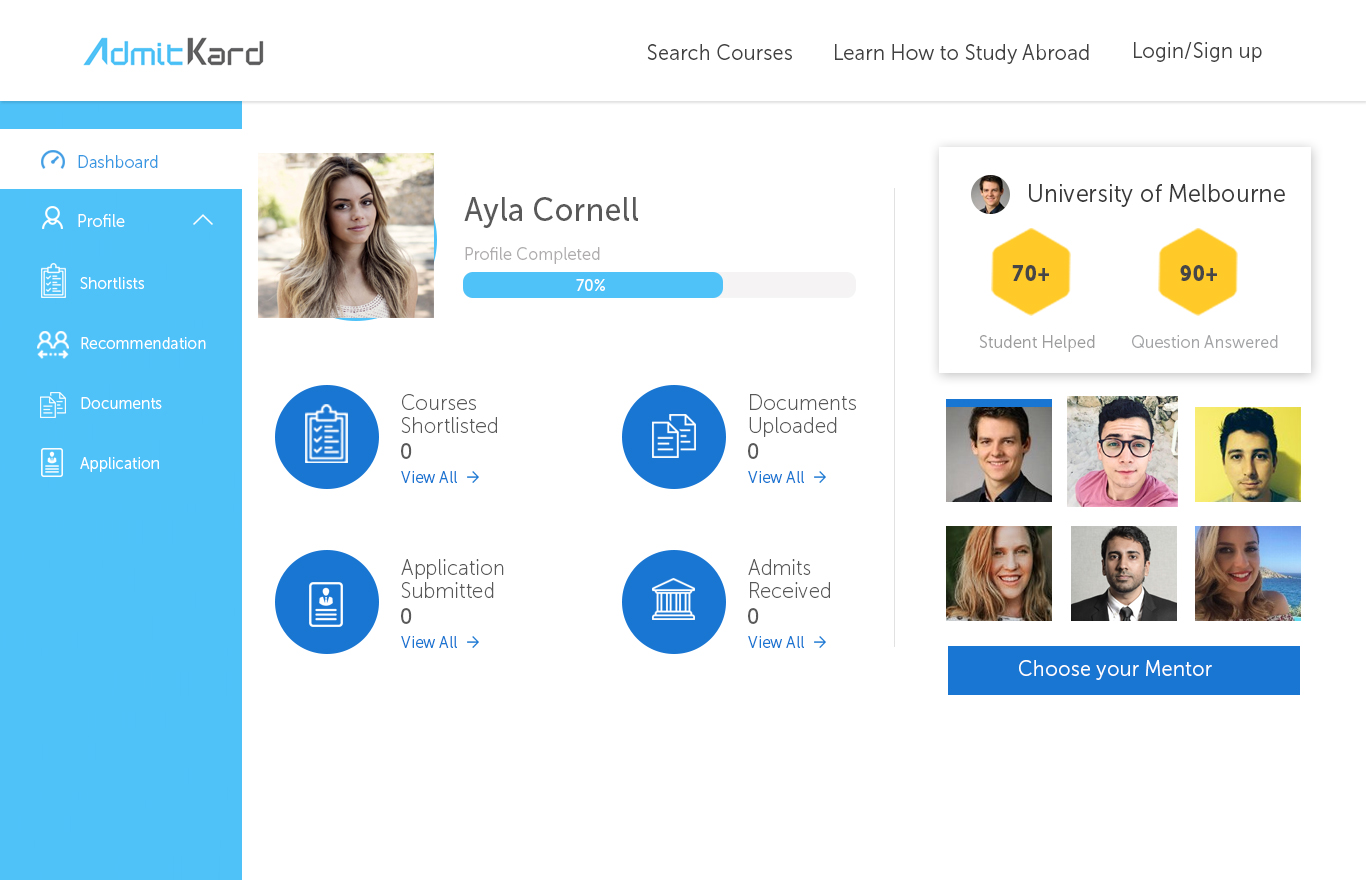 AdmitKard
Search Courses
Learn How to Study Abroad
Login/Sign up
Dashboard
Profile
Shortlists
Recommendation
Documents
Application
Ayla Cornell
Profile Completed
70%
Courses
Shortlisted
0
View All
Documents
Uploaded
0
View All
Application
Submitted
0
View All
Admits
Received
0
View All
University of Melbourne
70+
90+
Student Helped
Question Answered
Choose your Mentor